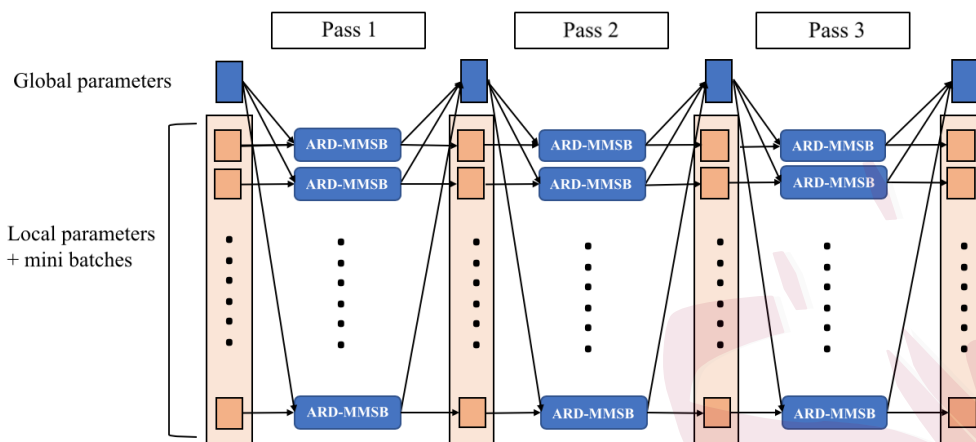 Pass 1
Pass 2
Pass 3
Global parameters
ARD-MMSB
ARD-MMSB
ARD-MMSB
ARD-MMSB
ARD-MMSB
ARD-MMSB
Local parameters
+ mini batches
ARD-MMSB
ARD-MMSB
ARD-MMSB